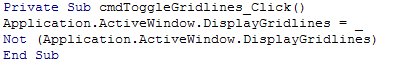 Private Sub cmdToggleGridlines_Click()
Application.ActiveWindow.DisplayGridlines = _
Not (Application.ActiveWindow.DisplayGridlines)
End Sub